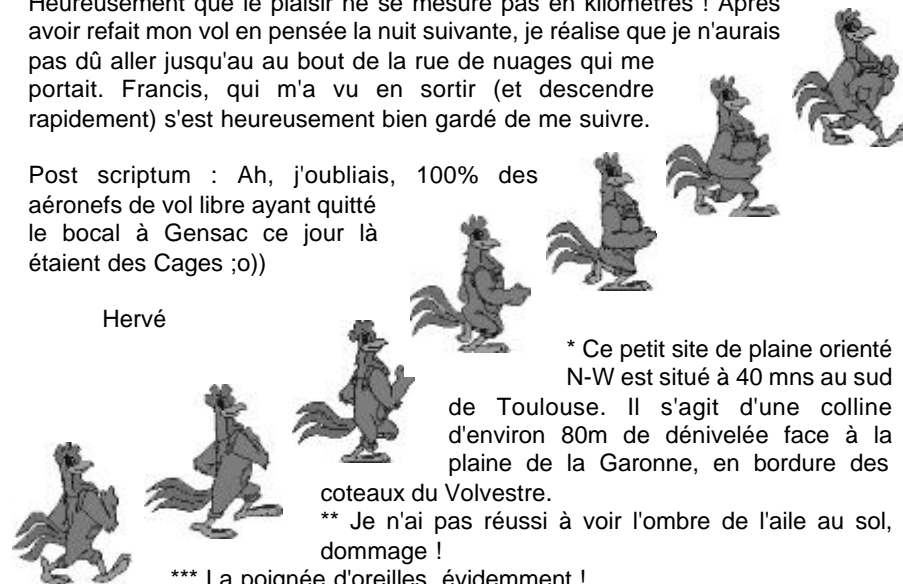 Heureusement que le plaisir ne se mesure pas en kilomètres ! Après
avoir refait mon vol en pensée la nuit suivante, je réalise que je n'aurais
pas dû aller jusqu'au au bout de la rue de nuages qui me
portait. Francis, qui m'a vu en sortir (et descendre
rapidement) s'est heureusement bien gardé de me suivre.
Post scriptum : Ah, j'oubliais, 100% des
aéronefs de vol libre ayant quitté
le bocal à Gensac ce jour là
étaient des Cages ;o))
Hervé
* Ce petit site de plaine orienté
N-W est situé à 40 mns au sud
de Toulouse. Il s'agit d'une colline
d'environ 80m de dénivelée face à la
plaine de la Garonne, en bordure des
coteaux du Volvestre.
** Je n'ai pas réussi à voir l'ombre de l'aile au sol,
dommage !
*** La poignée d'oreilles, évidemment !